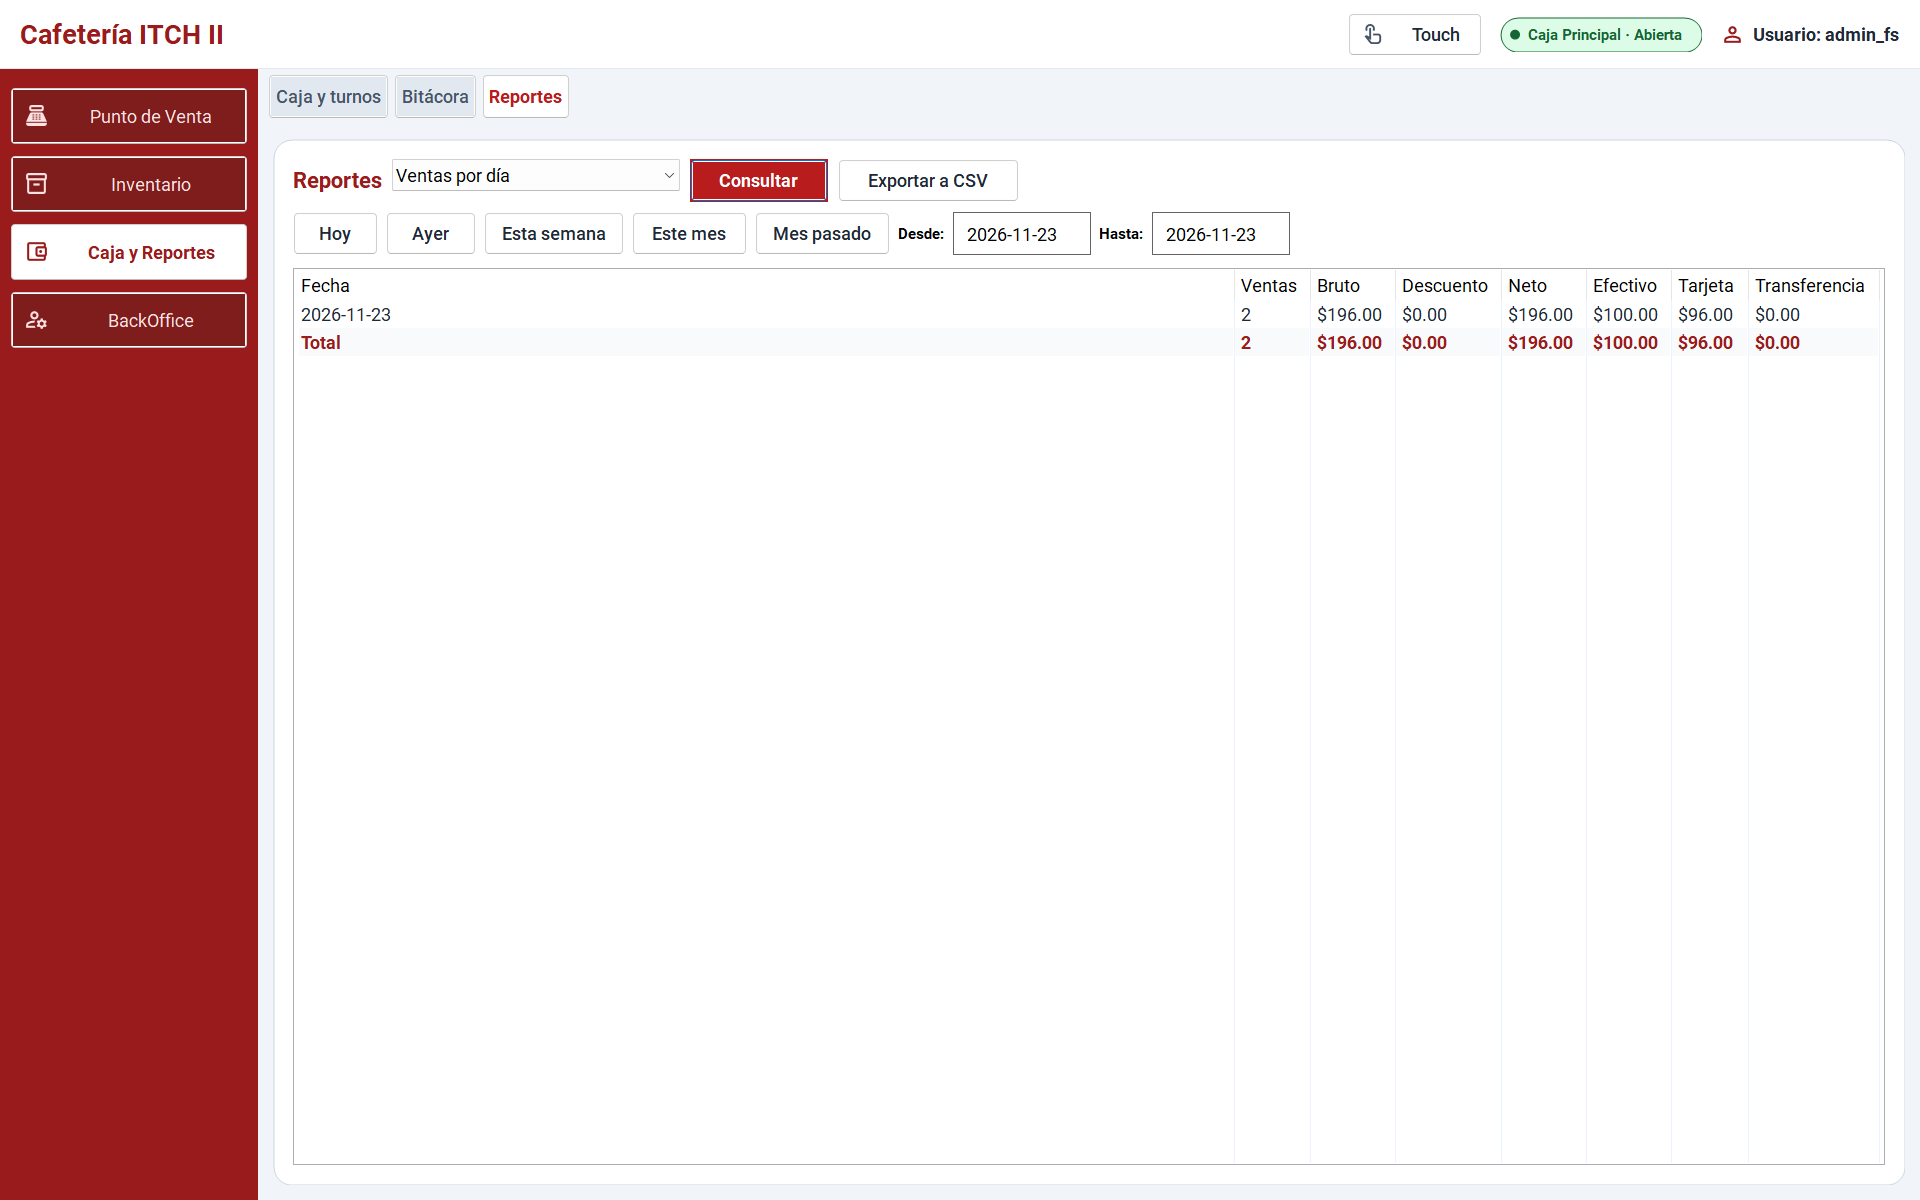 Cafetería ITCH II
Touch
Caja Principal · Abierta
Usuario: admin_fs
Punto de Venta
Inventario
Caja y Reportes
BackOffice
Caja y turnos Bitácora Reportes
Reportes Ventas por día Consultar Exportar a CSV
Hoy Ayer Esta semana Este mes Mes pasado Desde: 2026-11-23 Hasta: 2026-11-23
Fecha Ventas Bruto Descuento Neto Efectivo Tarjeta Transferencia
2026-11-23 2 $196.00 $0.00 $196.00 $100.00 $96.00 $0.00
Total 2 $196.00 $0.00 $196.00 $100.00 $96.00 $0.00